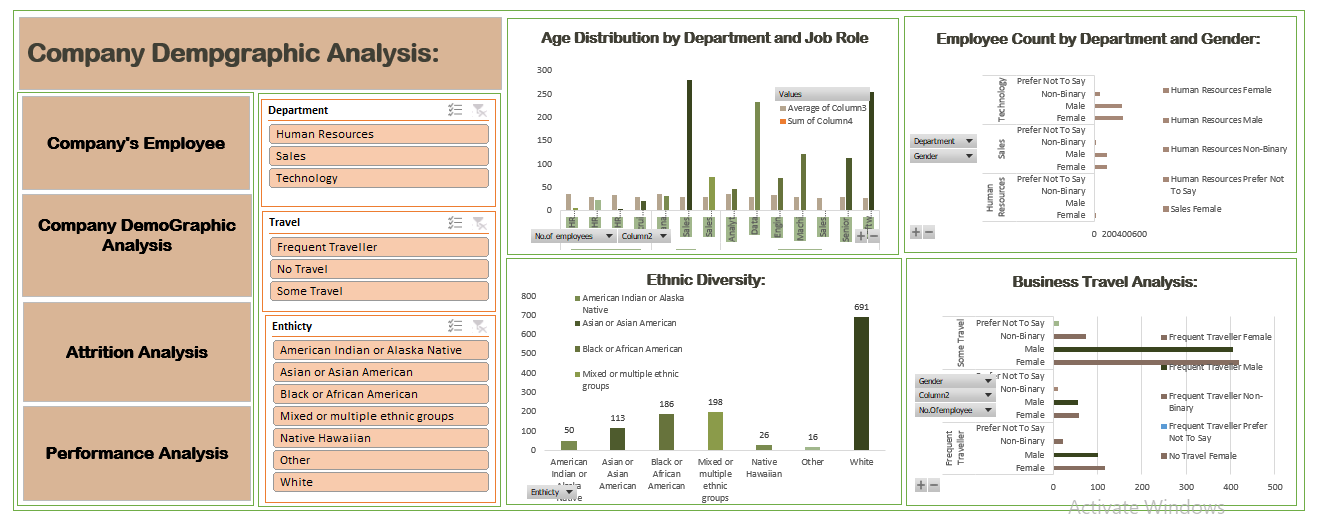 Company Dempgraphic Analysis:
Company's Employee
Company DemoGraphic
Analysis
Attrition Analysis
Performance Analysis
Department
Human Resources
Sales
Technology
Travel
Frequent Traveller
No Travel
Some Travel
Enthicty
American Indian or Alaska Native
Asian or Asian American
Black or African American
Mixed or multiple ethnic groups
Native Hawaiian
Other
White
Age Distribution by Department and Job Role
300
250
200
150
100
50
0
Values
Average of Column3
Sum of Column4
HR...
HR...
HR...
Sales...
Sales...
Analyt...
Data...
Engin...
Machi...
Sales...
Senior...
No.of employees
Column2
Employee Count by Department and Gender:
Technology
Prefer Not To Say
Non-Binary
Male
Female
Sales
Prefer Not To Say
Non-Binary
Male
Female
Human
Resources
Prefer Not To Say
Non-Binary
Male
Female
0 200400600
Department
Gender
Human Resources Female
Human Resources Male
Human Resources Non-Binary
Human Resources Prefer Not
To Say
Sales Female
Ethnic Diversity:
800
700
600
500
400
300
200
100
0
American Indian or Alaska
Native
Asian or Asian American
Black or African American
Mixed or multiple ethnic
groups
50
113
186
198
26
16
691
American
Indian or
Alaska
Native
Asian or
Asian
American
Black or
African
American
Mixed or
multiple
ethnic
groups
Native
Hawaiian
Other
White
Enthicty
Business Travel Analysis:
Some Travel
Prefer Not To Say
Non-Binary
Male
Female
Prefer Not To Say
Non-Binary
Male
Female
Frequent
Traveller
Prefer Not To Say
Non-Binary
Male
Female
0
100
200
300
400
500
Gender
Column2
No.Ofemployee
Frequent Traveller Female
Frequent Traveller Male
Frequent Traveller Non-
Binary
Frequent Traveller Prefer
Not To Say
No Travel Female
Activate Windows